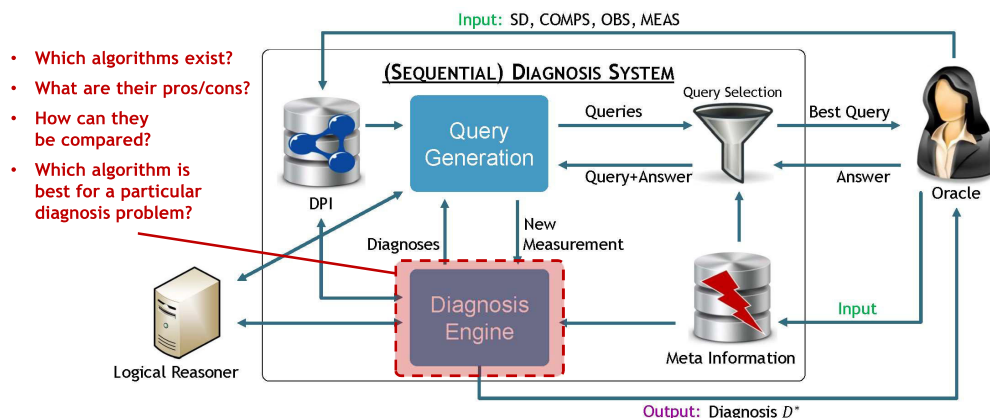 Input: SD, COMPS, OBS, MEAS
• Which algorithms exist?
• What are their pros/cons?
• How can they
be compared?
• Which algorithm is
best for a particular
diagnosis problem?
(SEQUENTIAL) DIAGNOSIS SYSTEM
Query Selection
Query
Generation
Queries
Best Query
Query+Answer
Answer
Oracle
DPI
Diagnoses
New
Measurement
Diagnosis
Engine
Input
Logical Reasoner
Meta Information
Output: Diagnosis D*